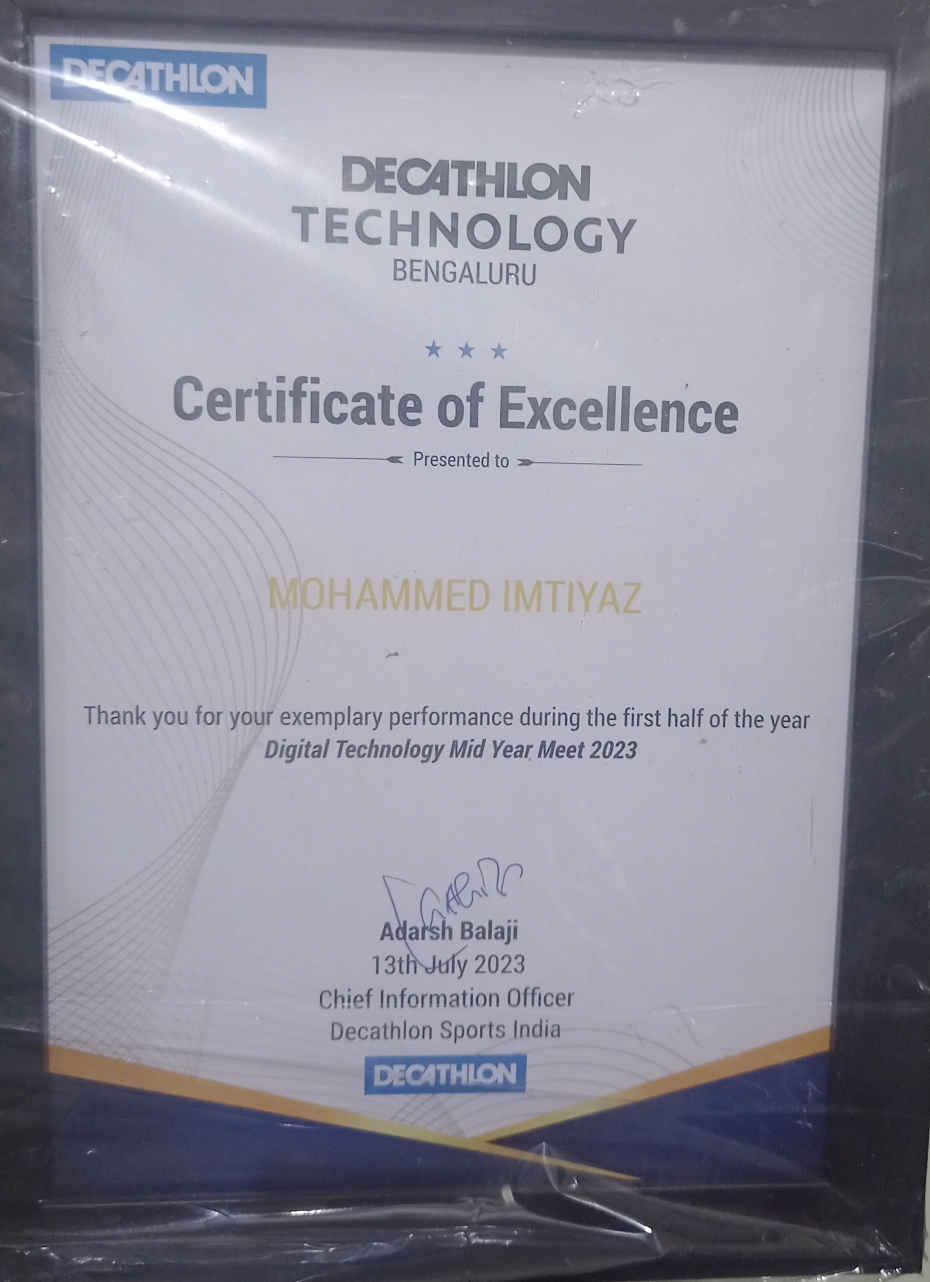 DECATHLON
DECATHLON
TECHNOLOGY
BENGALURU
Certificate of Excellence
Presented to
MOHAMMED IMTIYAZ
Thank you for your exemplary performance during the first half of the year
Digital Technology Mid Year Meet 2023
Adarsh Balaji
13th July 2023
Chief Information Officer
Decathlon Sports India
DECATHLON